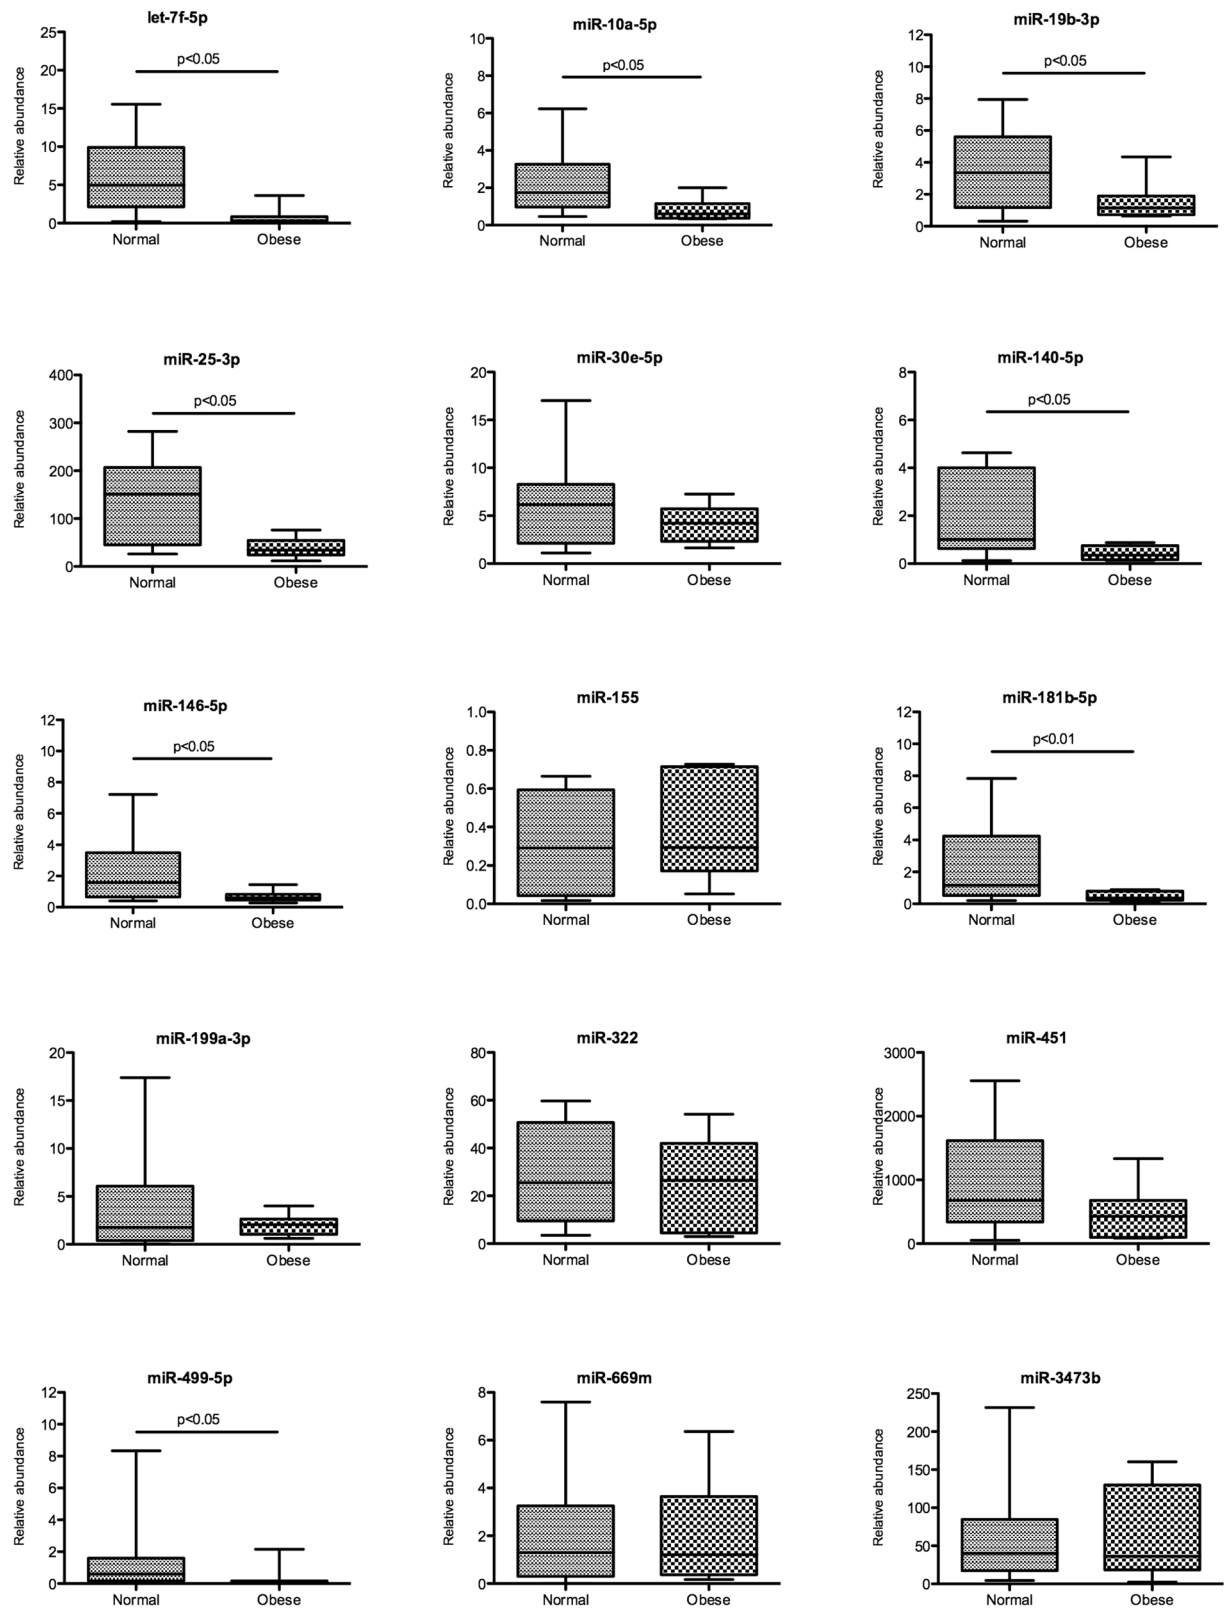 let-7f-5p
Relative abundance
25
20
15
10
5
0
p<0.05
Normal Obese
miR-10a-5p
Relative abundance
10
8
6
4
2
0
p<0.05
Normal Obese
miR-19b-3p
Relative abundance
12
10
8
6
4
2
0
p<0.05
Normal Obese
miR-25-3p
Relative abundance
400
300
200
100
0
p<0.05
Normal Obese
miR-30e-5p
Relative abundance
20
15
10
5
0
Normal Obese
miR-140-5p
Relative abundance
8
6
4
2
0
p<0.05
Normal Obese
miR-146-5p
Relative abundance
12
10
8
6
4
2
0
p<0.05
Normal Obese
miR-155
Relative abundance
1.0
0.8
0.6
0.4
0.2
0.0
Normal Obese
miR-181b-5p
Relative abundance
12
10
8
6
4
2
0
p<0.01
Normal Obese
miR-199a-3p
Relative abundance
20
15
10
5
0
Normal Obese
miR-322
Relative abundance
80
60
40
20
0
Normal Obese
miR-451
Relative abundance
3000
2000
1000
0
Normal Obese
miR-499-5p
Relative abundance
12
10
8
6
4
2
0
p<0.05
Normal Obese
miR-669m
Relative abundance
8
6
4
2
0
Normal Obese
miR-3473b
Relative abundance
250
200
150
100
50
0
Normal Obese